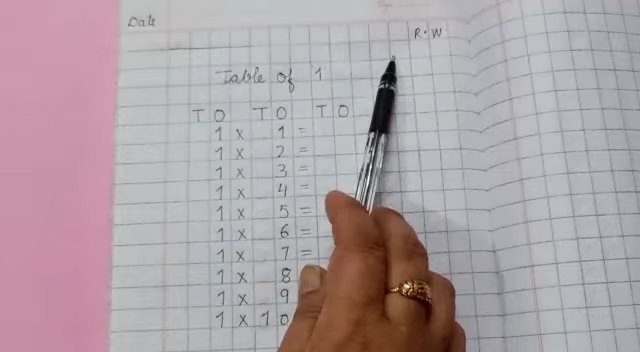 Date
R.W
Table of 1
T O T O T O
1 x 1 =
1 x 2 =
1 x 3 =
1 x 4 =
1 x 5 =
1 x 6 =
1 x 7 =
1 x 8
1 x 9
1 x 10